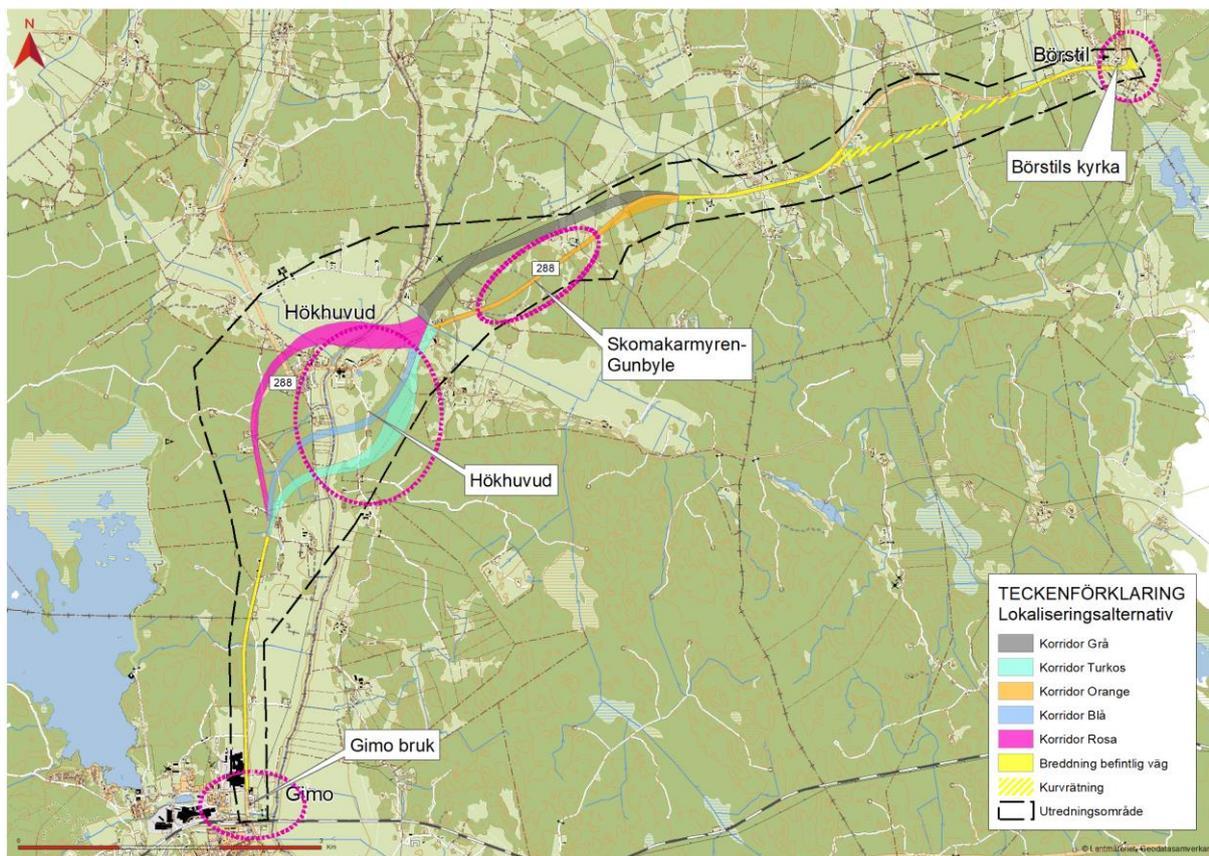 N
Börstil
Börstils kyrka
288
Hökhuvud
Skomakarmyren-
Gunbyle
288
Hökhuvud
Gimo bruk
Gimo
0
Km
TECKENFÖRKLARING
Lokaliseringsalternativ
Korridor Grå
Korridor Turkos
Korridor Orange
Korridor Blå
Korridor Rosa
Breddning befintlig väg
Kurvrätning
Utredningsområde
© Lantmäteriet, Geodatasamverkan